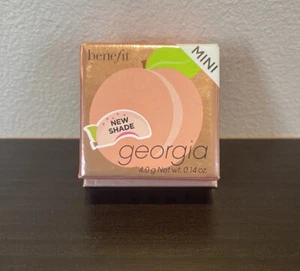 benefit
MINI
NEW
SHADE
georgia
4.0 g Net wt. 0.14 oz.